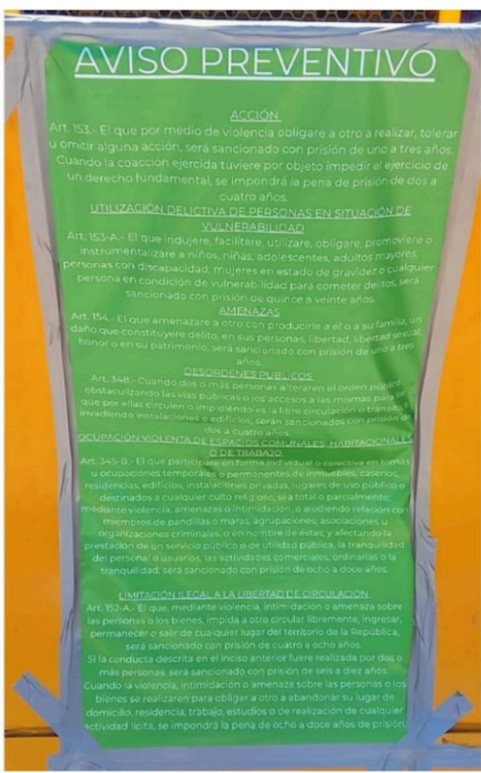 AVISO PREVENTIVO
ACCIÓN
Art. 153.- El que por medio de violencia obligare a otro a realizar, tolerar
u omitir alguna acción, será sancionado con prisión de uno a tres años.
Cuando la coacción ejercida tuviere por objeto impedir el ejercicio de
un derecho fundamental, se impondrá la pena de prisión de dos a
cuatro años.
UTILIZACIÓN DELICTIVA DE PERSONAS EN SITUACIÓN DE
VULNERABILIDAD
Art. 153-A.- El que indujere, facilitare, utilizare, obligare, promoviere o
instrumentalizare a niños, niñas, adolescentes, adultos mayores,
personas con discapacidad, mujeres en estado de gravidez o cualquier
persona en condición de vulnerabilidad para cometer delitos, será
sancionado con prisión de quince a veinte años.
AMENAZAS
Art. 154.- El que amenazare a otro con producirle a él o a su familia, un
daño que constituyere delito, en sus personas, libertad, libertad sexual,
honor o en su patrimonio, será sancionado con prisión de uno a tres
años.
DESORDENES PUBLICOS
Art. 348.- Cuando dos o más personas alteraren el orden público
obstaculizando las vías públicas o los accesos a las mismas para los
que por ellas circulen o impidiéndoles la libre circulación o tránsito,
invadiendo instalaciones o edificios, serán sancionados con prisión de
dos a cuatro años.
OCUPACIÓN VIOLENTA DE ESPACIOS COMUNALES, HABITACIONALES
O DE TRABAJO
Art. 345-B.- El que participare en forma individual o colectiva en tomas
u ocupaciones temporales o permanentes de inmuebles, caseríos,
residencias, edificios, instalaciones privadas, lugares de uso público o
destinados a cualquier culto religioso, sea total o parcialmente;
mediante violencia, amenazas o intimidación, o aludiendo relación con
miembros de pandillas o maras, agrupaciones, asociaciones u
organizaciones criminales, o en nombre de éstas; y afectando la
prestación de un servicio público o de utilidad pública, la tranquilidad
del personal o usuarios, las actividades comerciales, ordinarias o la
tranquilidad, será sancionado con prisión de ocho a doce años.
LIMITACIÓN ILEGAL A LA LIBERTAD DE CIRCULACIÓN
Art. 152-A.- El que, mediante violencia, intimidación o amenaza sobre
las personas o los bienes, impida a otro circular libremente, ingresar,
permanecer o salir de cualquier lugar del territorio de la República,
será sancionado con prisión de cuatro a ocho años.
Si la conducta descrita en el inciso anterior fuere realizada por dos o
más personas, será sancionado con prisión de seis a diez años.
Cuando la violencia, intimidación o amenaza sobre las personas o los
bienes se realizaren para obligar a otro a abandonar su lugar de
domicilio, residencia, trabajo, estudios o de realización de cualquier
actividad lícita, se impondrá la pena de ocho a doce años de prisión.